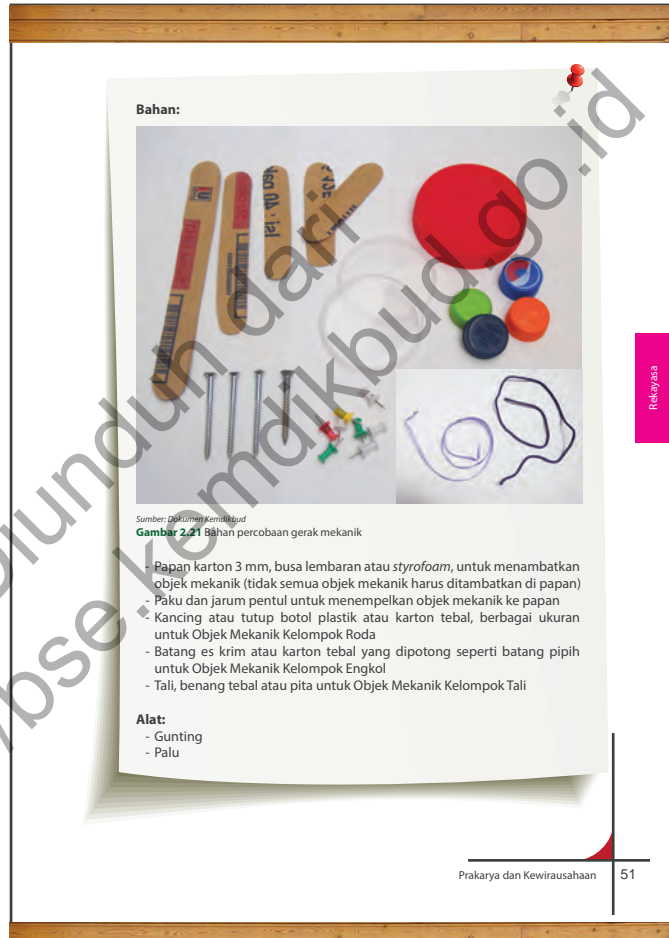 Bahan:
Isi : 40 pak
Sumber: Dokumen Kemdikbud
Gambar 2.21 Bahan percobaan gerak mekanik
- Papan karton 3 mm, busa lembaran atau styrofoam, untuk menambatkan
objek mekanik (tidak semua objek mekanik harus ditambatkan di papan)
- Paku dan jarum pentul untuk menempelkan objek mekanik ke papan
- Kancing atau tutup botol plastik atau karton tebal, berbagai ukuran
untuk Objek Mekanik Kelompok Roda
- Batang es krim atau karton tebal yang dipotong seperti batang pipih
untuk Objek Mekanik Kelompok Engkol
- Tali, benang tebal atau pita untuk Objek Mekanik Kelompok Tali
Alat:
- Gunting
- Palu
Rekayasa
Prakarya dan Kewirausahaan
51
diunduh dari
bse.kemdikbud.go.id